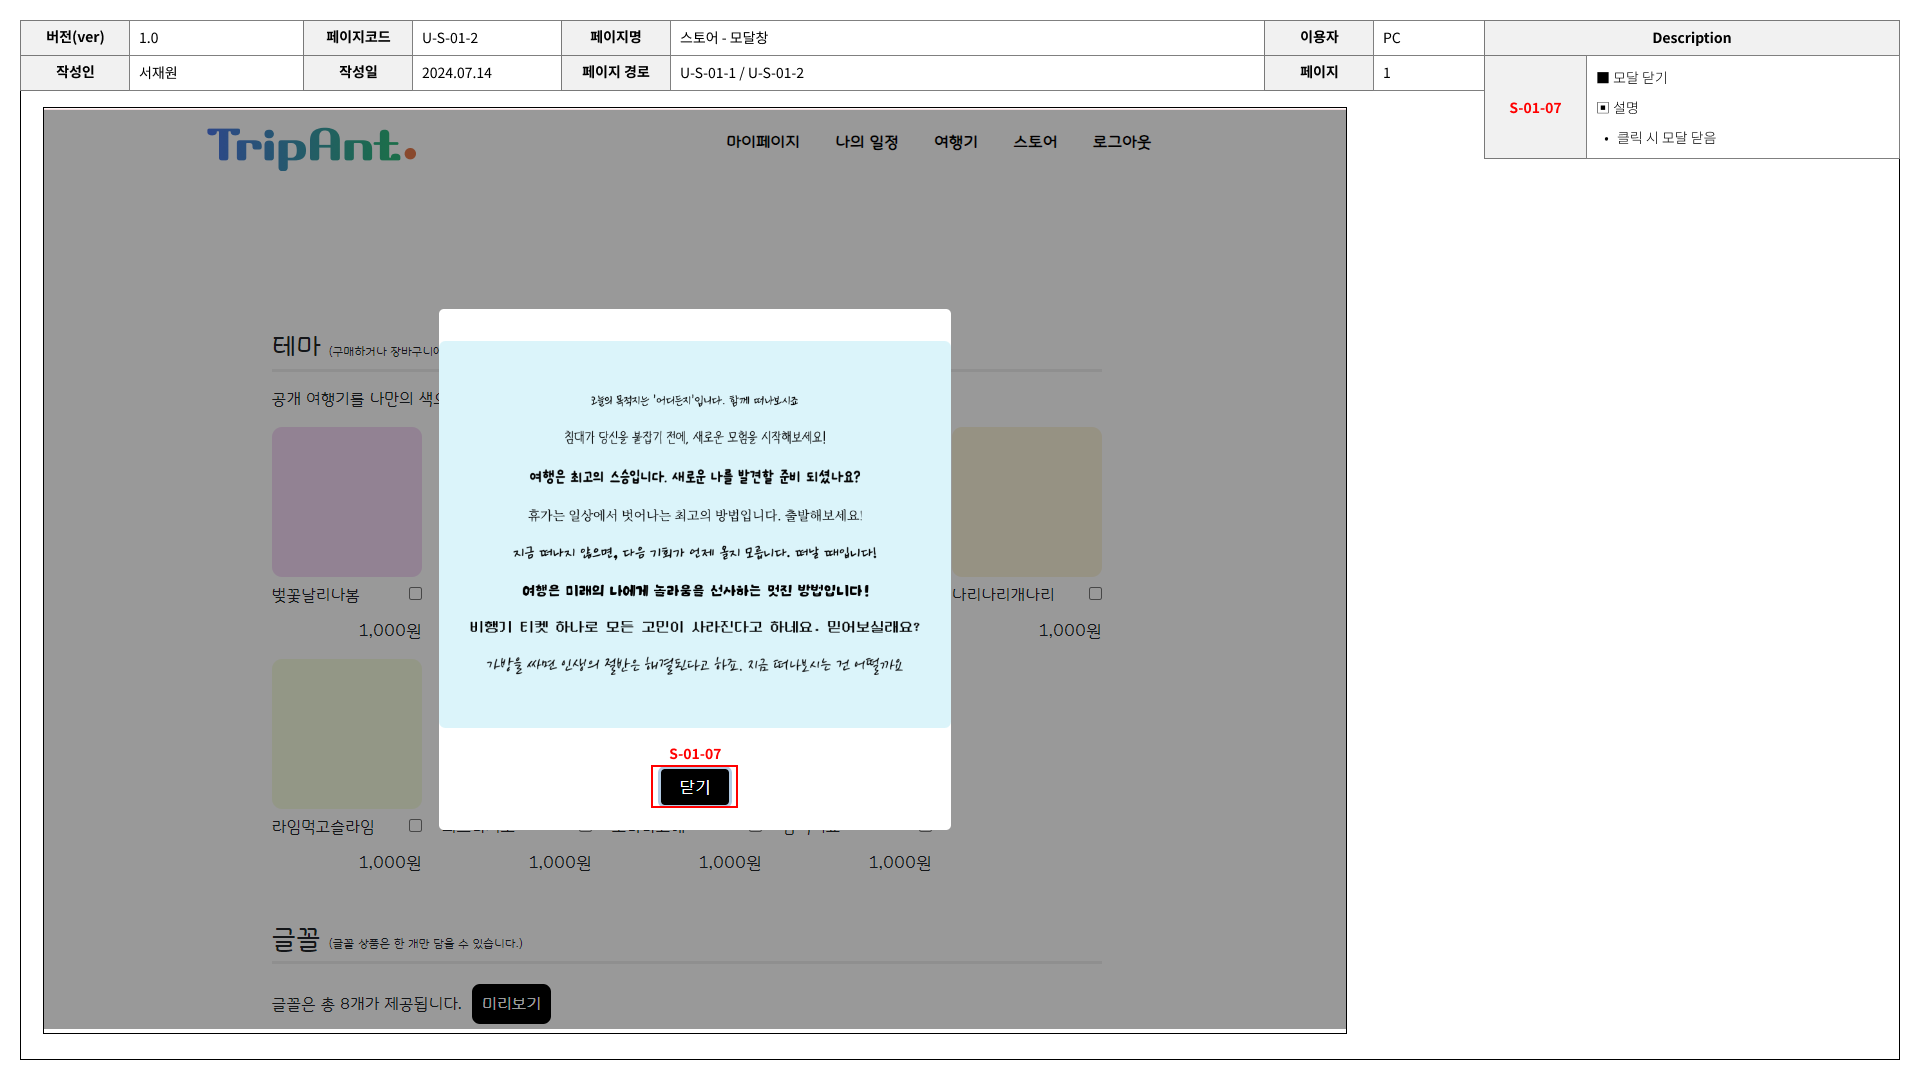 버전(ver) 1.0 페이지코드 U-S-01-2 페이지명 스토어 - 모달창 이용자 PC Description
작성인 서재원 작성일 2024.07.14 페이지 경로 U-S-01-1 / U-S-01-2 페이지 1
S-01-07
■ 모달 닫기
▣ 설명
• 클릭 시 모달 닫음
TripAnt. 마이페이지 나의 일정 여행기 스토어 로그아웃
테마 (구매하거나 장바구니에
공개 여행기를 나만의 색으
오늘의 목적지는 '어디든지'입니다. 함께 떠나보시죠
침대가 당신을 붙잡기 전에, 새로운 모험을 시작해보세요!
여행은 최고의 스승입니다. 새로운 나를 발견할 준비 되셨나요?
휴가는 일상에서 벗어나는 최고의 방법입니다. 출발해보세요!
지금 떠나지 않으면, 다음 기회가 언제 올지 모릅니다. 떠날 때입니다!
여행은 미래의 나에게 놀라움을 선사하는 멋진 방법입니다!
비행기 티켓 하나로 모든 고민이 사라진다고 하네요. 믿어보실래요?
가방을 싸면 인생의 절반은 해결된다고 하죠. 지금 떠나보시는 건 어떨까요
S-01-07
닫기
벚꽃날리나봄 나리나리개나리
1,000원 1,000원
라임먹고슬라임
1,000원 1,000원 1,000원 1,000원
글꼴 (글꼴 상품은 한 개만 담을 수 있습니다.)
글꼴은 총 8개가 제공됩니다. 미리보기